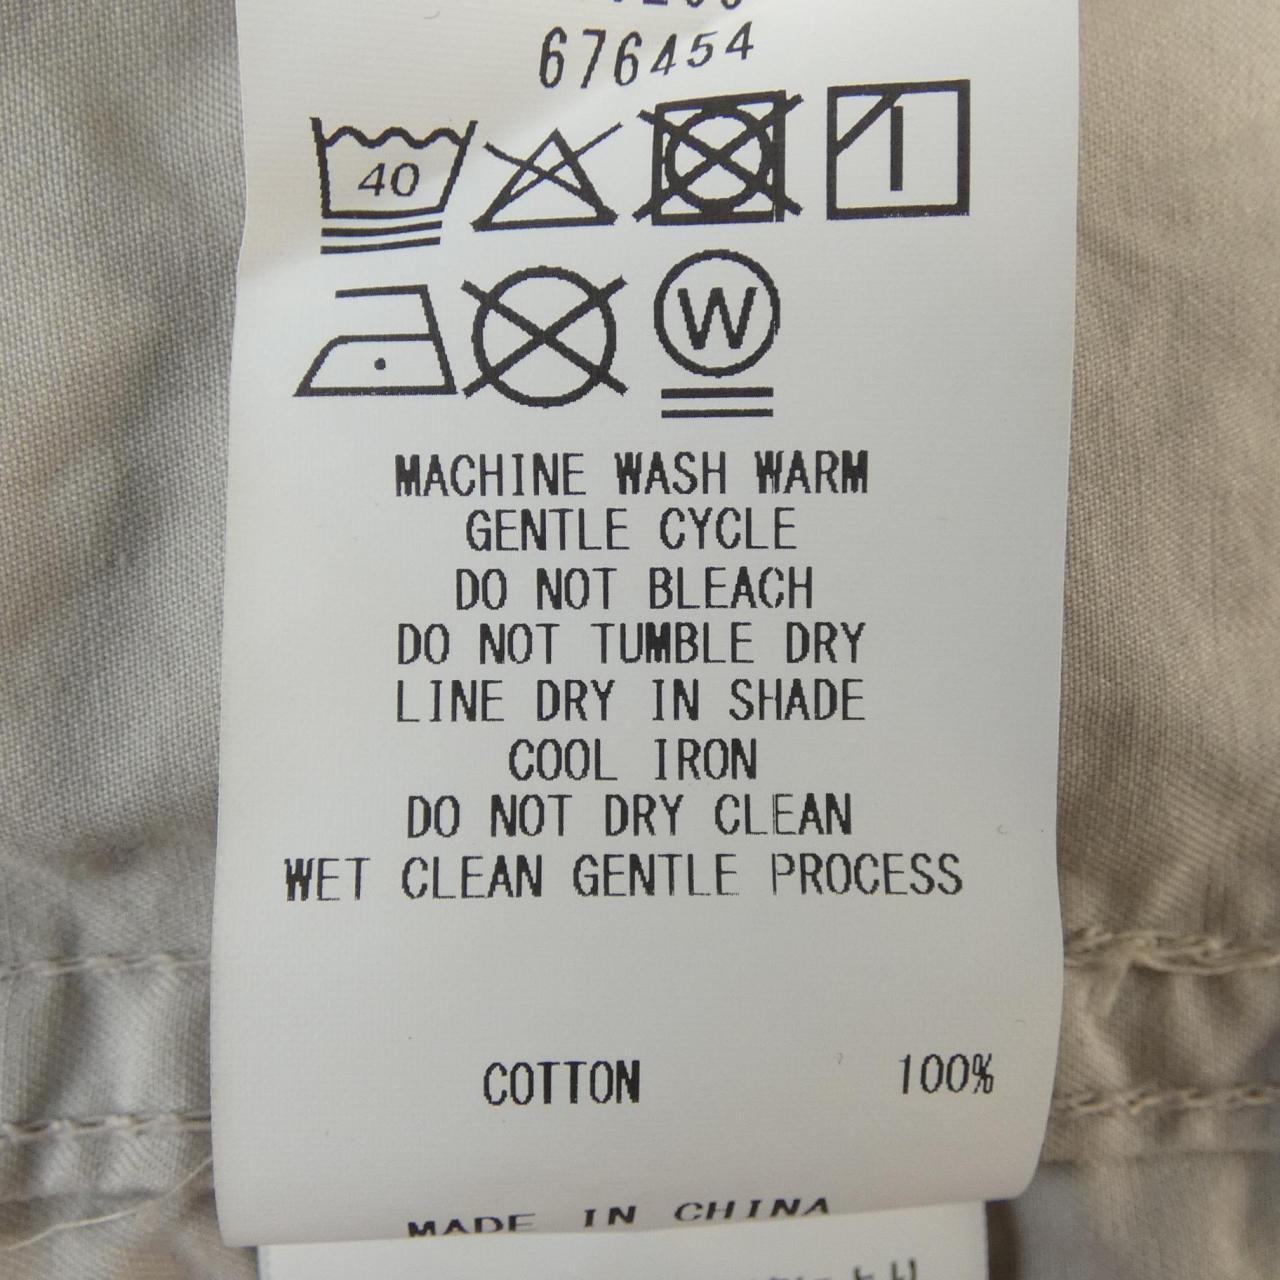 676454
40
W
MACHINE WASH WARM
GENTLE CYCLE
DO NOT BLEACH
DO NOT TUMBLE DRY
LINE DRY IN SHADE
COOL IRON
DO NOT DRY CLEAN
WET CLEAN GENTLE PROCESS
COTTON 100%
MADE IN CHINA